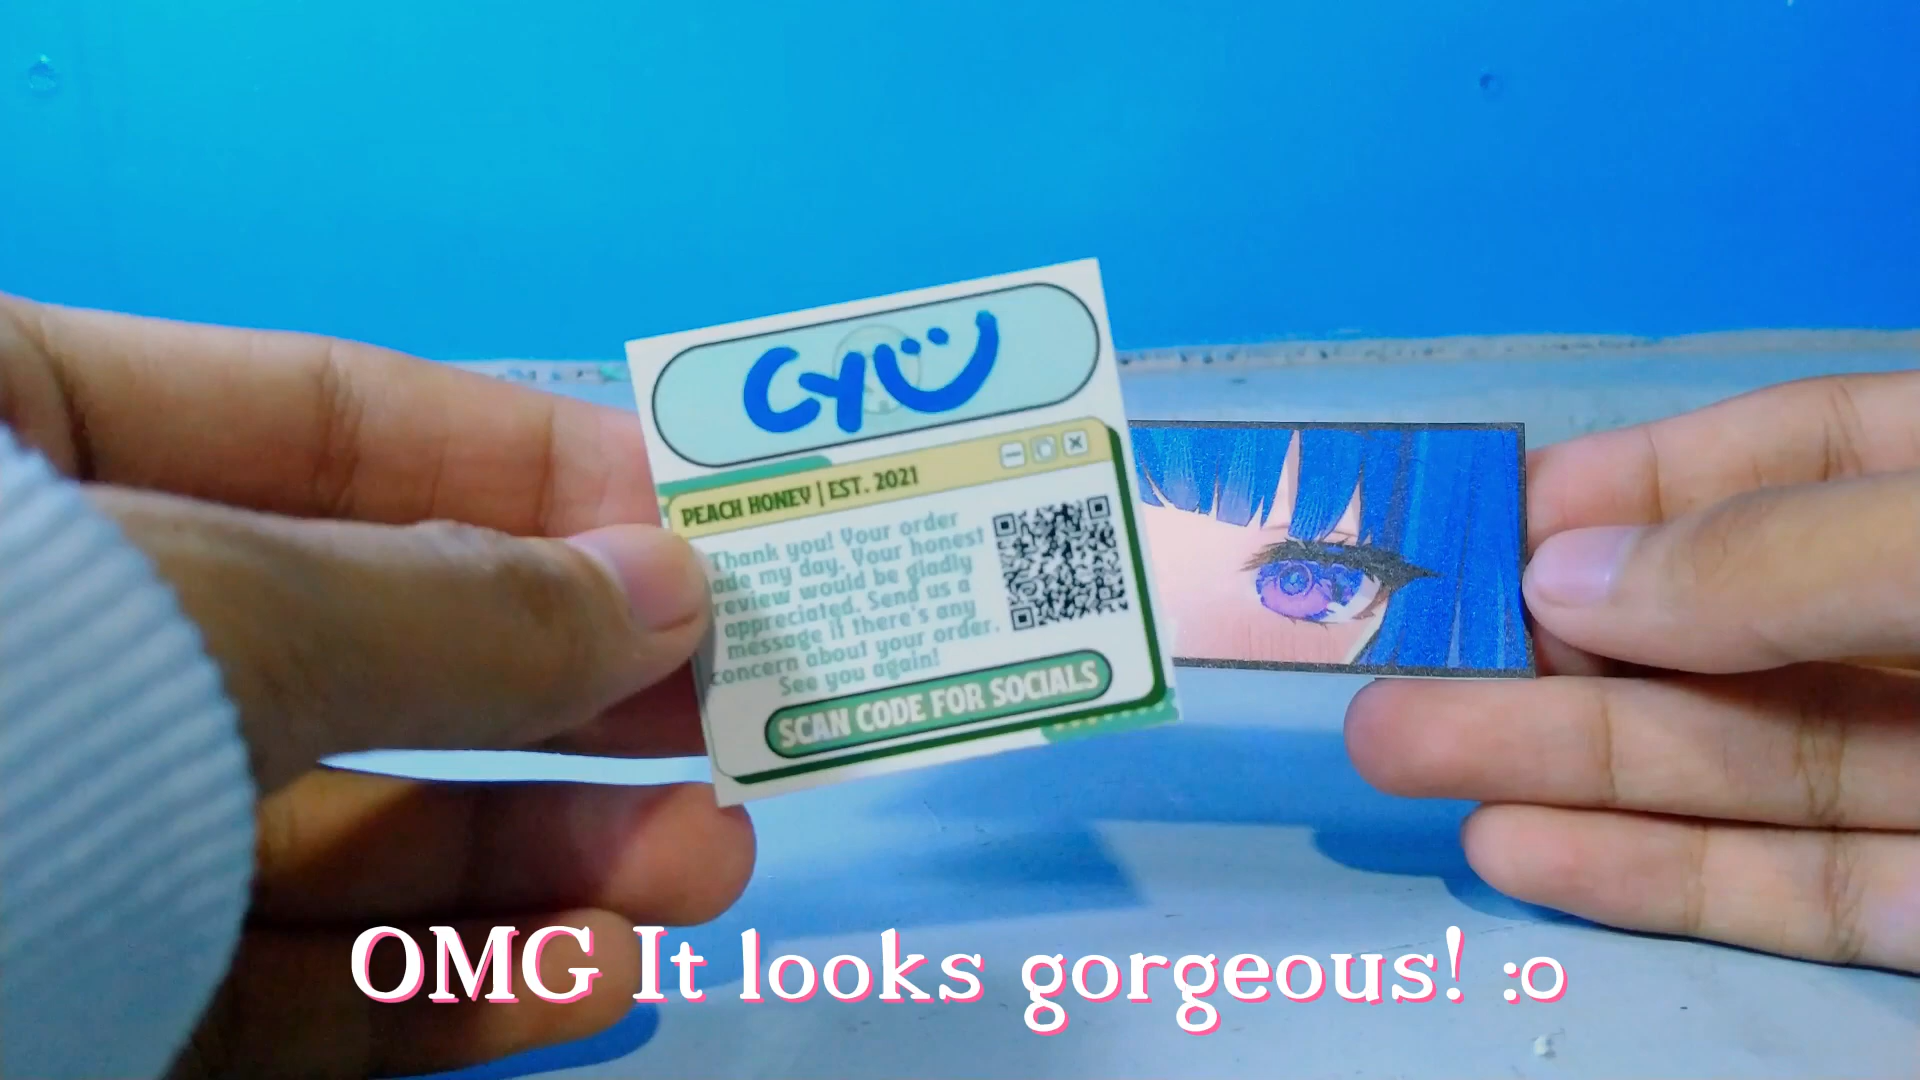 CYU
PEACH HONEY | EST. 2021
Thank you! Your order
ade my day. Your honest
review would be gladly
appreciated. Send us a
message if there's any
concern about your order.
See you again!
SCAN CODE FOR SOCIALS
OMG It looks gorgeous! :o